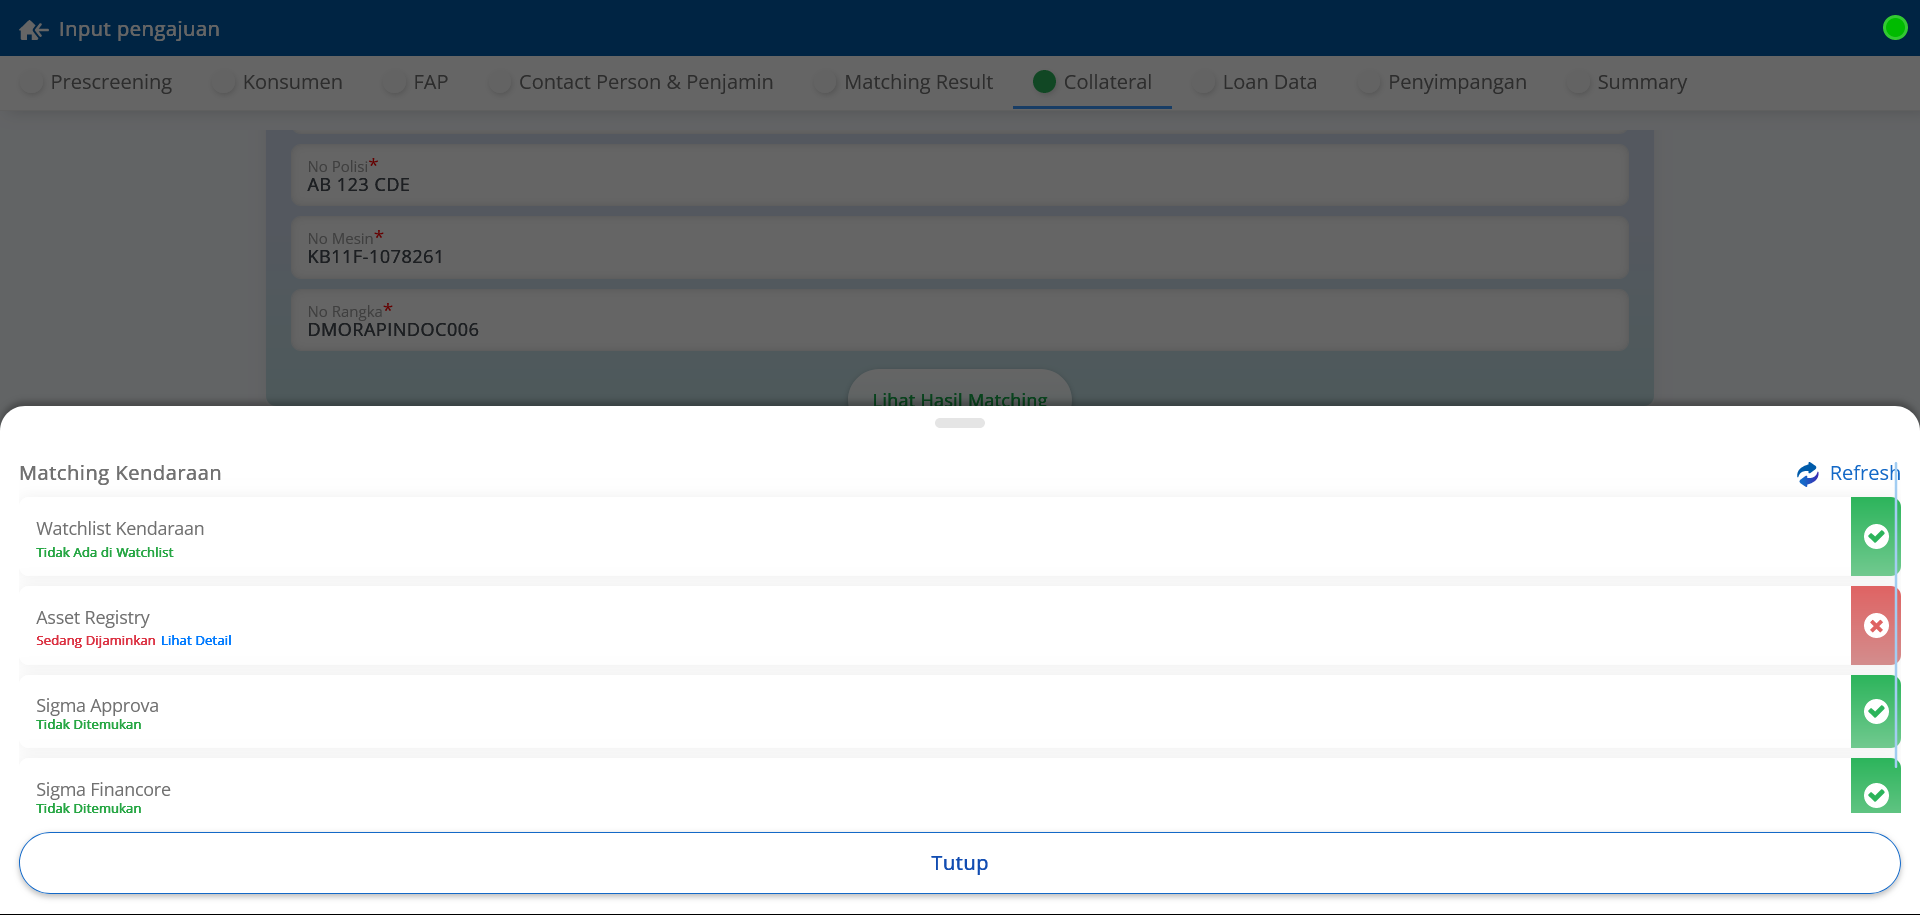 Input pengajuan
Prescreening Konsumen FAP Contact Person & Penjamin Matching Result Collateral Loan Data Penyimpangan Summary
No Polisi*
AB 123 CDE
No Mesin*
KB11F-1078261
No Rangka*
DMORAPINDOC006
Lihat Hasil Matching
Matching Kendaraan Refresh
Watchlist Kendaraan
Tidak Ada di Watchlist
Asset Registry
Sedang Dijaminkan Lihat Detail
Sigma Approva
Tidak Ditemukan
Sigma Financore
Tidak Ditemukan
Tutup